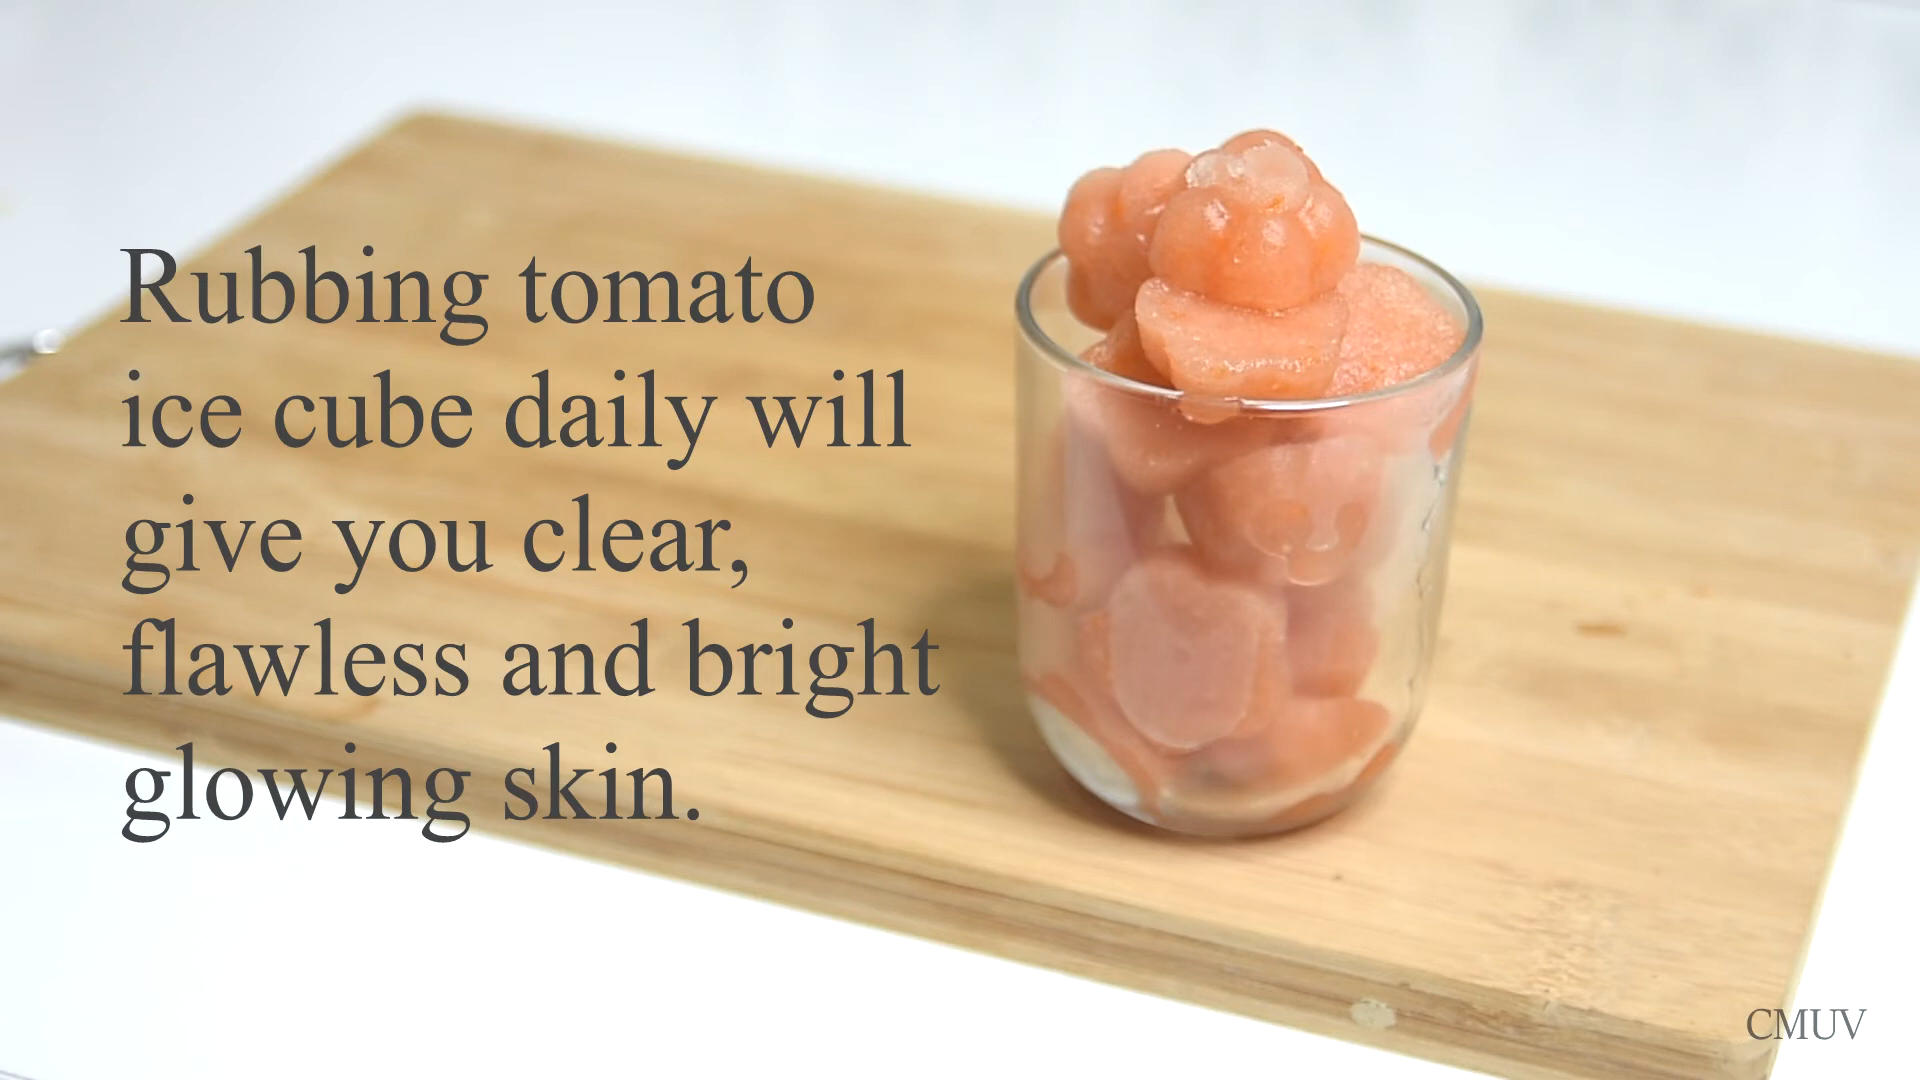 Rubbing tomato
ice cube daily will
give you clear,
flawless and bright
glowing skin.
CMUV